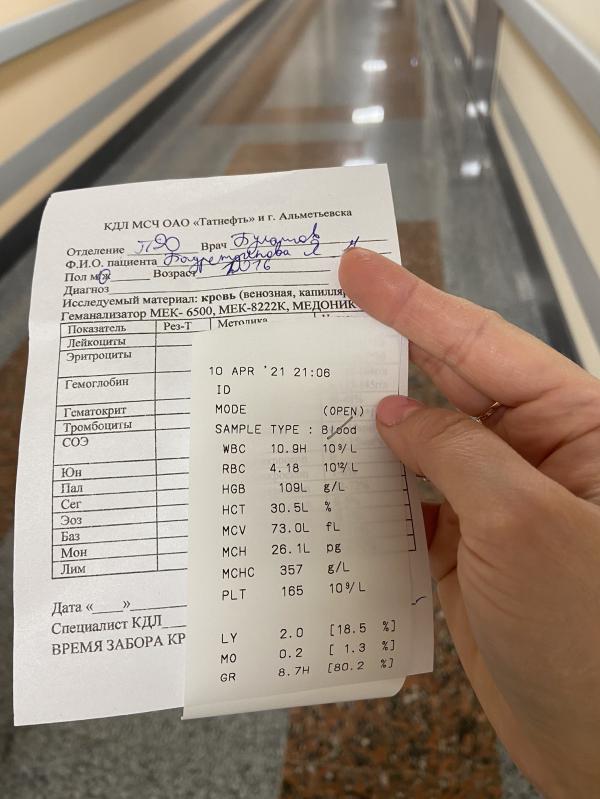 КДЛ МСЧ ОАО «Татнефть» и г. Альметьевска
Отделение ПДО Врач
Ф.И.О. пациента
Пол м/ж Возраст 2016
Диагноз
Исследуемый материал: кровь (венозная,
Геманализатор МЕК- 6500, МЕК-8222К, МЕДОНИК
Показатель Рез-Т Методика
Лейкоциты
Эритроциты
Гемоглобин
Гематокрит
Тромбоциты
СОЭ
Юн
Пал
Сег
Эоз
Баз
Мон
Лим
Дата «____»
Специалист КДЛ
ВРЕМЯ ЗАБОРА КР
10 APR '21 21:06
ID
MODE (OPEN)
SAMPLE TYPE : Blood
WBC 10.9H 10⁹/L
RBC 4.18 10¹²/L
HGB 109L g/L
HCT 30.5L %
MCV 73.0L fL
MCH 26.1L pg
MCHC 357 g/L
PLT 165 10⁹/L
LY 2.0 [18.5 %]
MO 0.2 [ 1.3 %]
GR 8.7H [80.2 %]